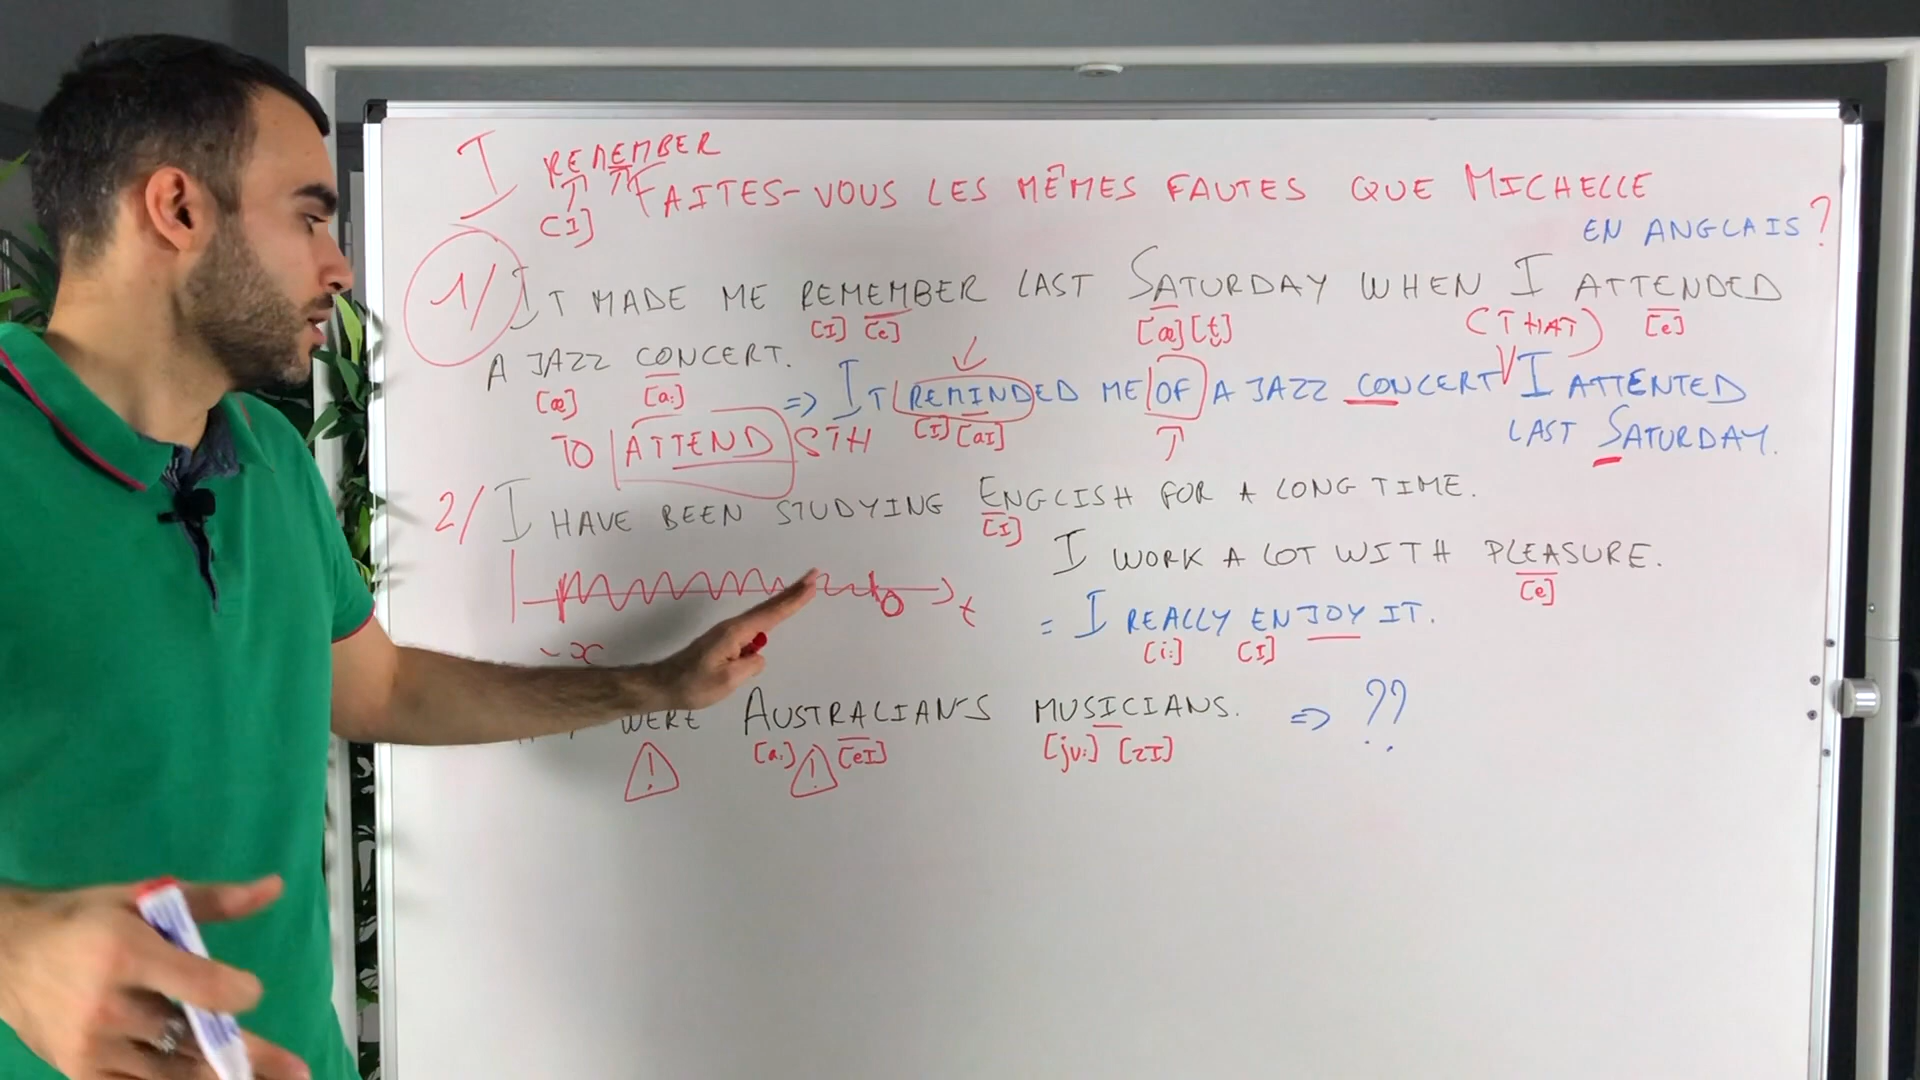 I REMEMBER
[I] FAITES-VOUS LES MÊMES FAUTES QUE MICHELLE
EN ANGLAIS ?
1/ IT MADE ME REMEMBER LAST SATURDAY WHEN I ATTENDED
[I] [e] [æ] [t̬] (THAT) [e]
A JAZZ CONCERT.
[æ] [ɑ:]
=> IT REMINDED ME OF A JAZZ CONCERT I ATTENTED
[I] [aI]
LAST SATURDAY.
TO ATTEND STH
2/ I HAVE BEEN STUDYING ENGLISH FOR A LONG TIME.
[I]
I WORK A LOT WITH PLEASURE.
[e]
0 t
-x
= I REALLY ENJOY IT.
[i:] [I]
WERE AUSTRALIANS MUSICIANS. => ??
! [ɑ:] ! [eI] [ju:] [zI]